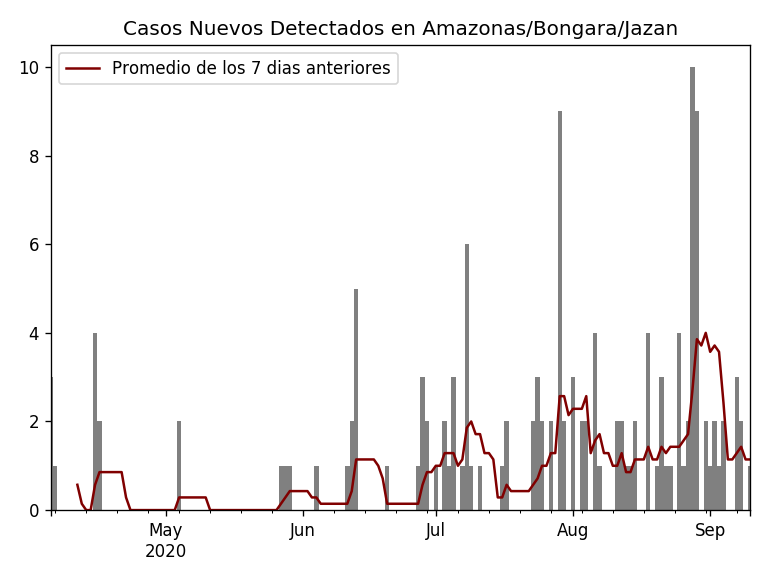 Casos Nuevos Detectados en Amazonas/Bongara/Jazan
Promedio de los 7 dias anteriores
10
8
6
4
2
0
May Jun Jul Aug Sep
2020